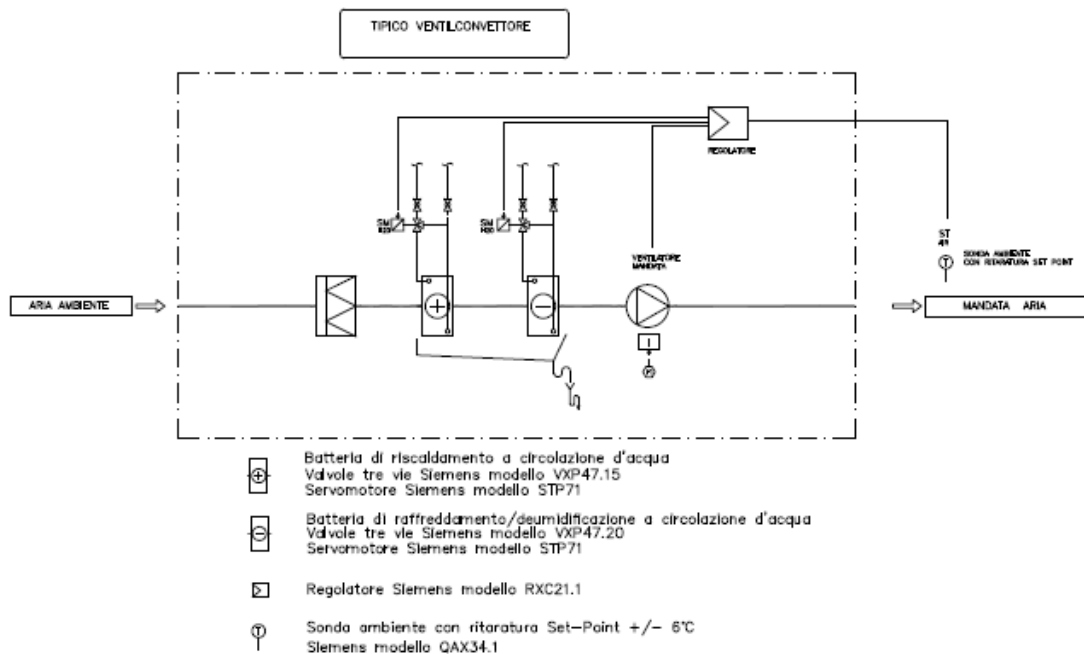 TIPICO VENTILCONVETTORE
REGOLATORE
SM
SM
VENTILATORE
MANDATA
ST
SONDA AMBIENTE
CON RITARATURA SET POINT
T
ARIA AMBIENTE
MANDATA ARIA
Batteria di riscaldamento a circolazione d'acqua
Valvole tre vie Siemens modello VXP47.15
Servomotore Siemens modello STP71
Batteria di raffreddamento/deumidificazione a circolazione d'acqua
Valvole tre vie Siemens modello VXP47.20
Servomotore Siemens modello STP71
Regolatore Siemens modello RXC21.1
T
Sonda ambiente con ritaratura Set-Point +/- 6°C
Siemens modello QAX34.1